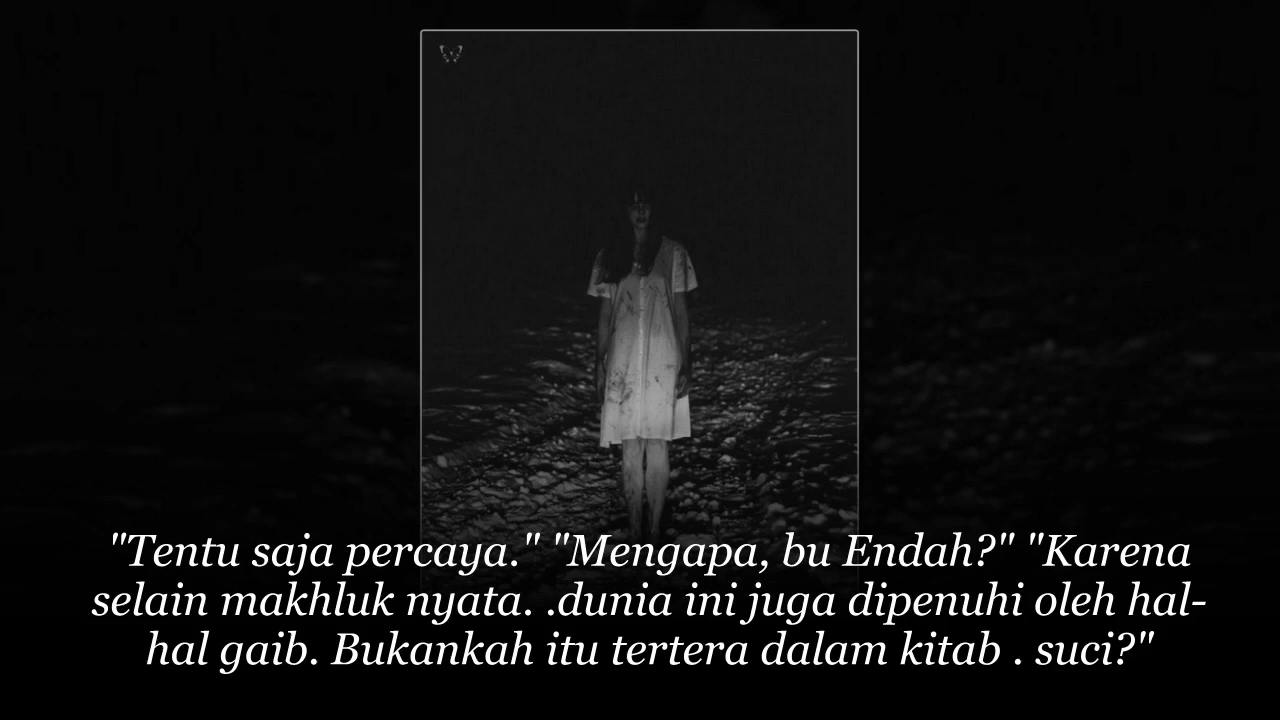 "Tentu saja percaya." "Mengapa, bu Endah?" "Karena
selain makhluk nyata. .dunia ini juga dipenuhi oleh hal-
hal gaib. Bukankah itu tertera dalam kitab . suci?"